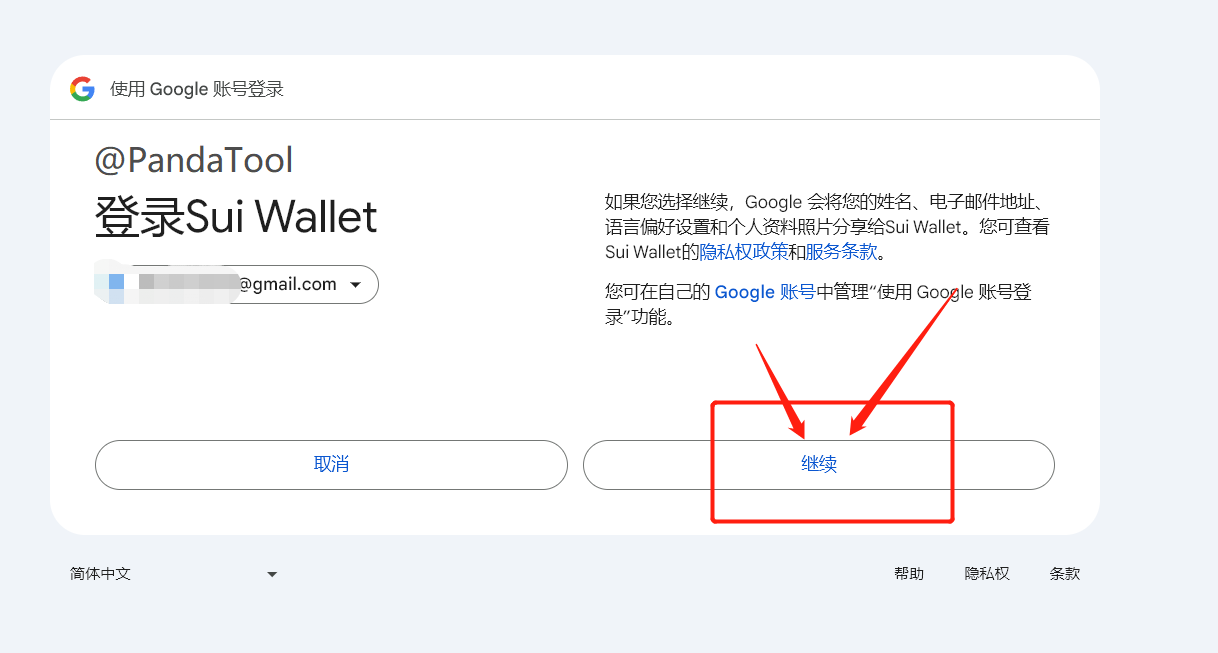 使用 Google 账号登录
@PandaTool
登录Sui Wallet
@gmail.com
如果您选择继续，Google 会将您的姓名、电子邮件地址、
语言偏好设置和个人资料照片分享给Sui Wallet。您可查看
Sui Wallet的隐私权政策和服务条款。
您可在自己的 Google 账号中管理“使用 Google 账号登
录”功能。
取消
继续
简体中文
帮助
隐私权
条款